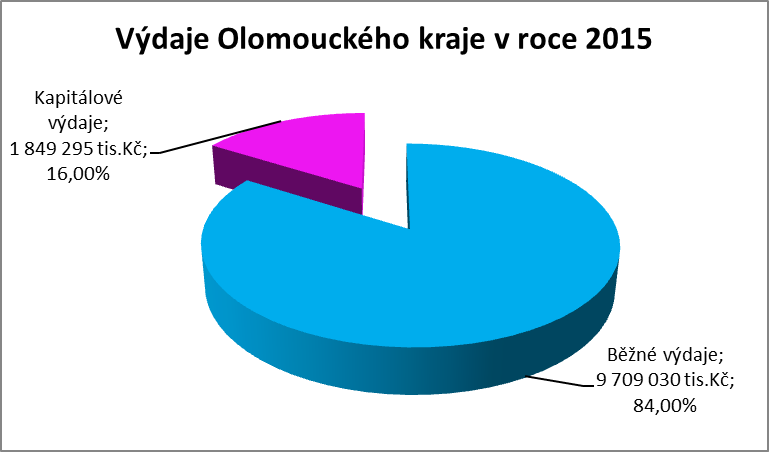 Výdaje Olomouckého kraje v roce 2015
Kapitálové
výdaje;
1 849 295 tis.Kč;
16,00%
Běžné výdaje;
9 709 030 tis.Kč;
84,00%